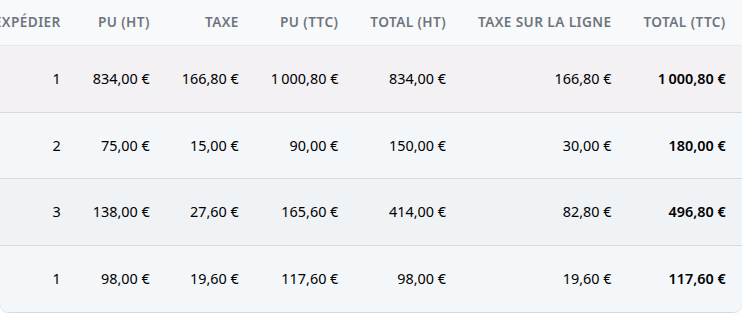 EXPÉDIER PU (HT) TAXE PU (TTC) TOTAL (HT) TAXE SUR LA LIGNE TOTAL (TTC)
1 834,00 € 166,80 € 1 000,80 € 834,00 € 166,80 € 1 000,80 €
2 75,00 € 15,00 € 90,00 € 150,00 € 30,00 € 180,00 €
3 138,00 € 27,60 € 165,60 € 414,00 € 82,80 € 496,80 €
1 98,00 € 19,60 € 117,60 € 98,00 € 19,60 € 117,60 €